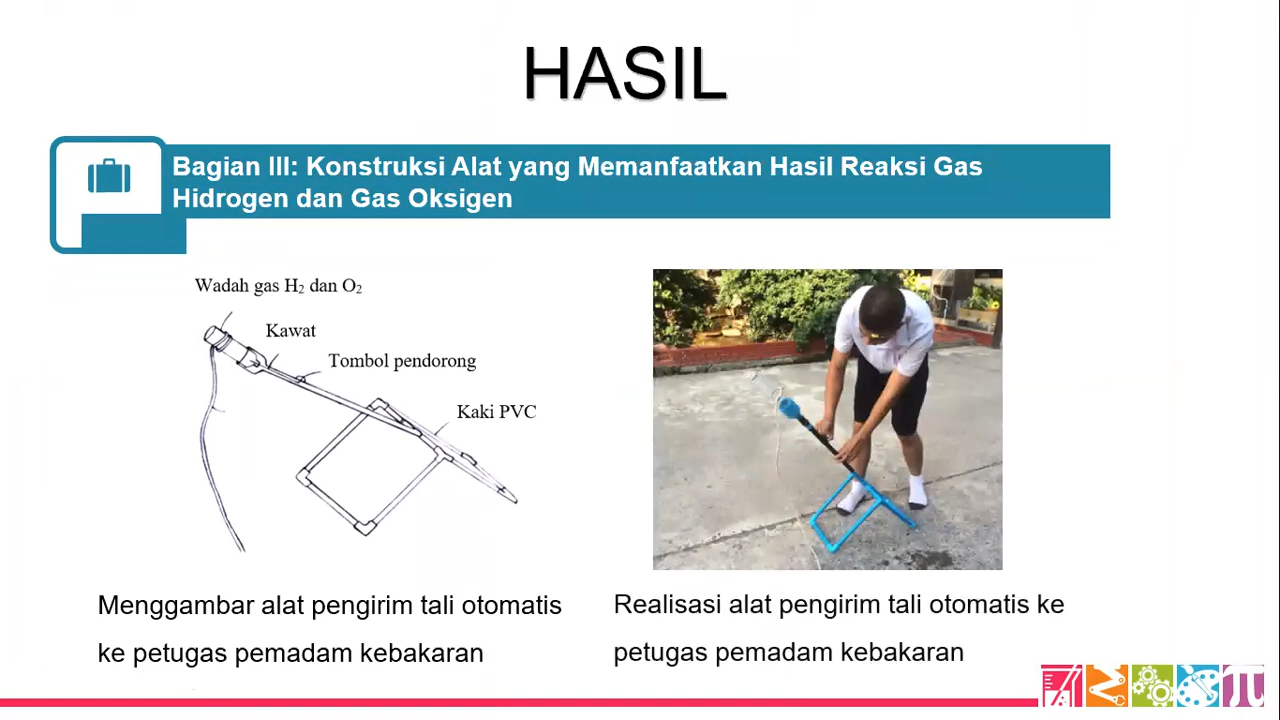 HASIL
Bagian III: Konstruksi Alat yang Memanfaatkan Hasil Reaksi Gas
Hidrogen dan Gas Oksigen
Wadah gas H₂ dan O₂
Kawat
Tombol pendorong
Kaki PVC
Menggambar alat pengirim tali otomatis
ke petugas pemadam kebakaran
Realisasi alat pengirim tali otomatis ke
petugas pemadam kebakaran